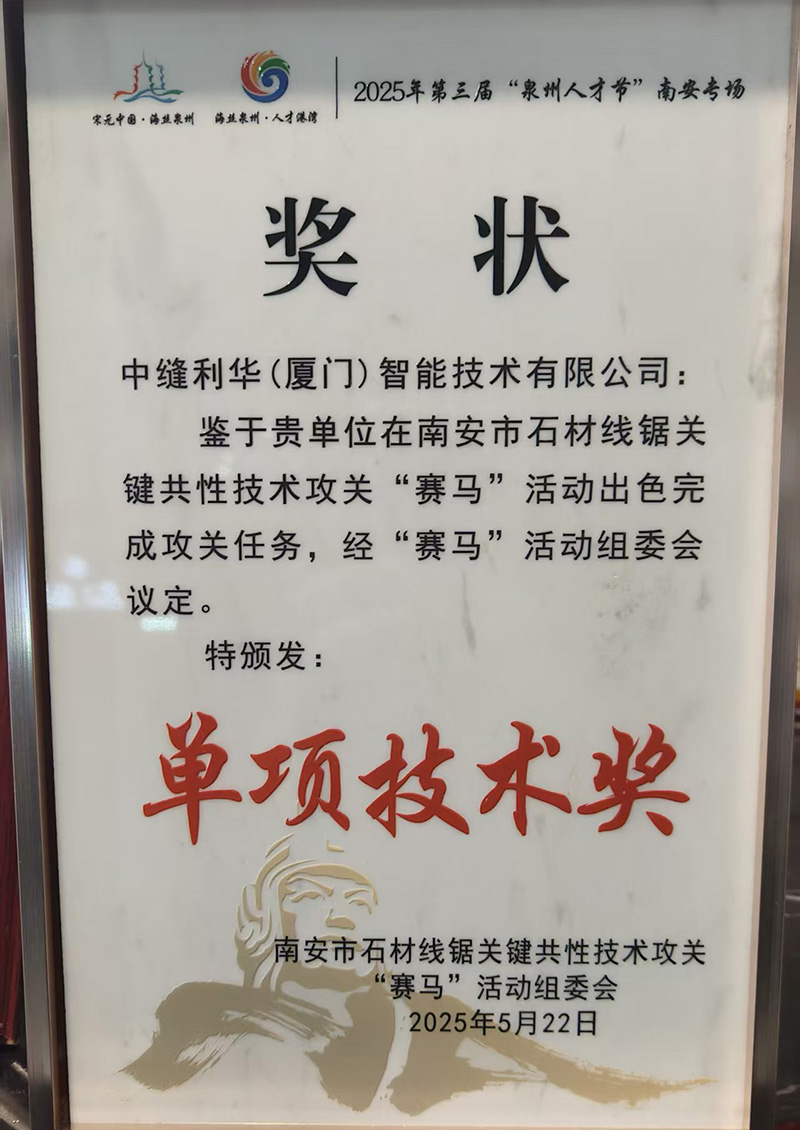 宋元中国·海丝泉州
海丝泉州·人才港湾
2025年第三届“泉州人才节”南安专场
奖 状
中缝利华(厦门)智能技术有限公司：
鉴于贵单位在南安市石材线锯关
键共性技术攻关“赛马”活动出色完
成攻关任务，经“赛马”活动组委会
议定。
特颁发：
单项技术奖
南安市石材线锯关键共性技术攻关
“赛马”活动组委会
2025年5月22日